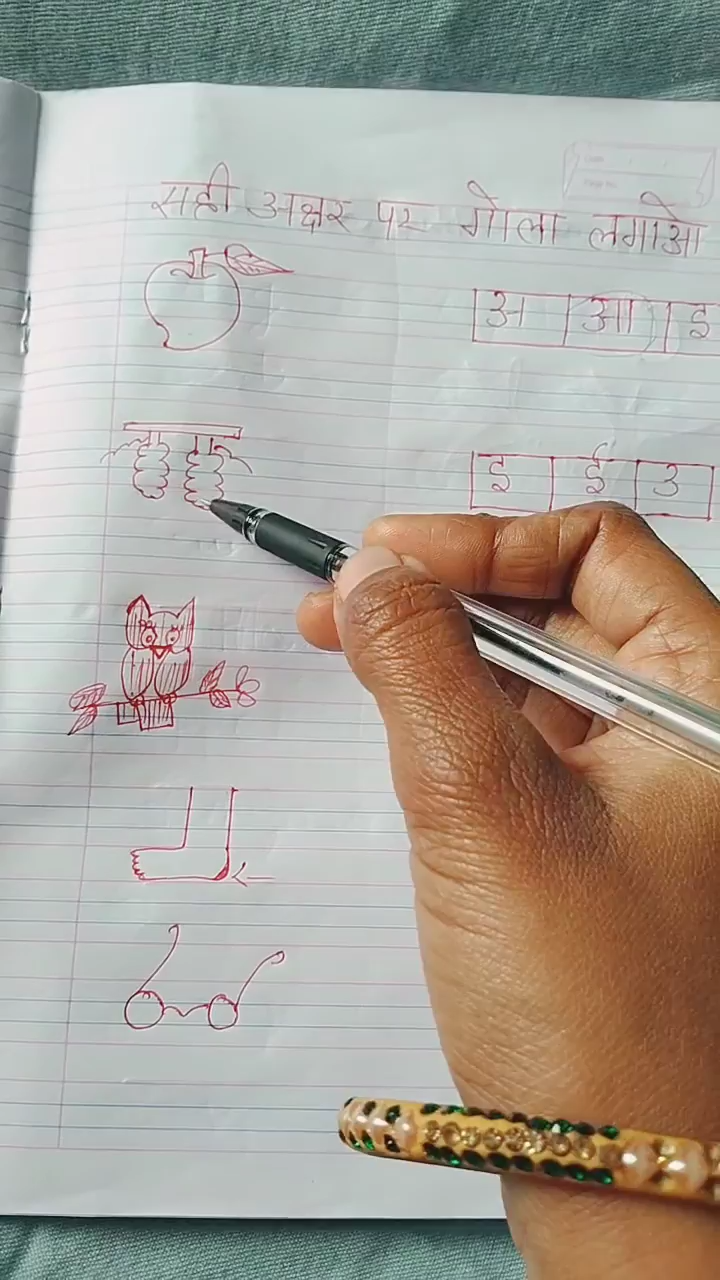 सही अक्षर पर गोला लगाओ
अ आ इ
इ ई उ